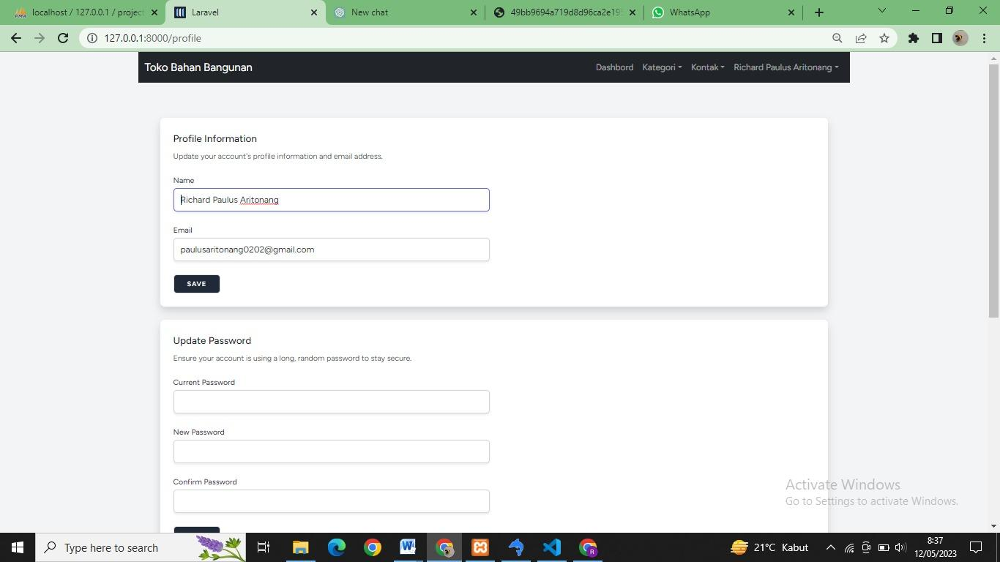 localhost / 127.0.0.1 / project
Laravel
New chat
49bb9694a719d8d96ca2e195
WhatsApp
127.0.0.1:8000/profile
Toko Bahan Bangunan
Dashbord Kategori Kontak Richard Paulus Aritonang
Profile Information
Update your account's profile information and email address.
Name
Richard Paulus Aritonang
Email
paulusaritonang0202@gmail.com
SAVE
Update Password
Ensure your account is using a long, random password to stay secure.
Current Password
New Password
Confirm Password
Activate Windows
Go to Settings to activate Windows.
Type here to search
21°C Kabut
8:37
12/05/2023